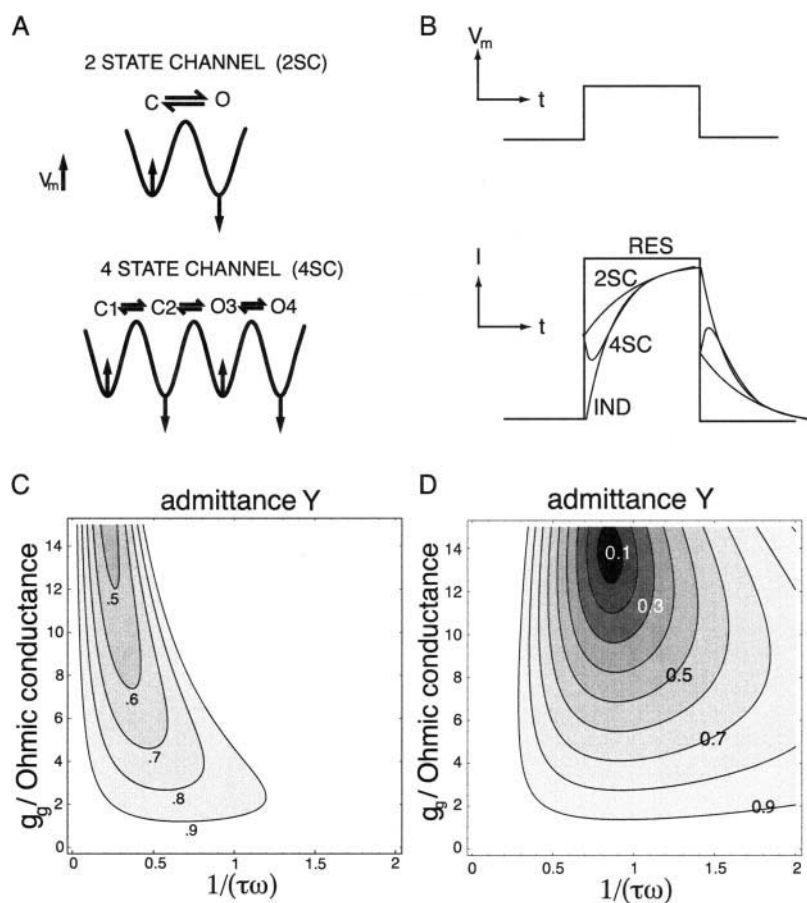 A
2 STATE CHANNEL (2SC)
C ⇌ O
Vm
4 STATE CHANNEL (4SC)
C1 ⇌ C2 ⇌ O3 ⇌ O4
B
Vm
t
I
t
RES
2SC
4SC
IND
C
admittance Y
gg/ Ohmic conductance
14
12
10
8
6
4
2
0
.5
.6
.7
.8
.9
0
0.5
1
1.5
2
1/(τω)
D
admittance Y
gg/ Ohmic conductance
14
12
10
8
6
4
2
0
0.1
0.3
0.5
0.7
0.9
0
0.5
1
1.5
2
1/(τω)